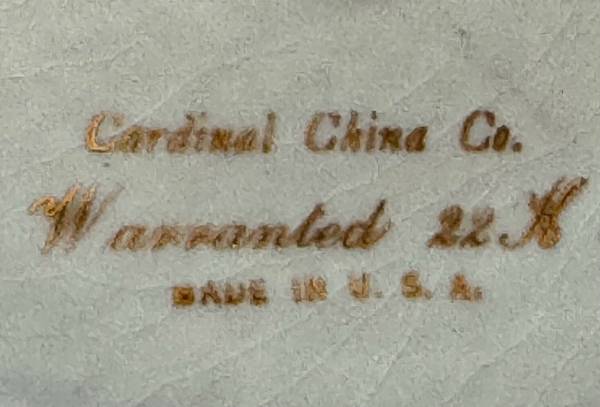 Cardinal China Co.
Warranted 22 K
MADE IN U. S. A.